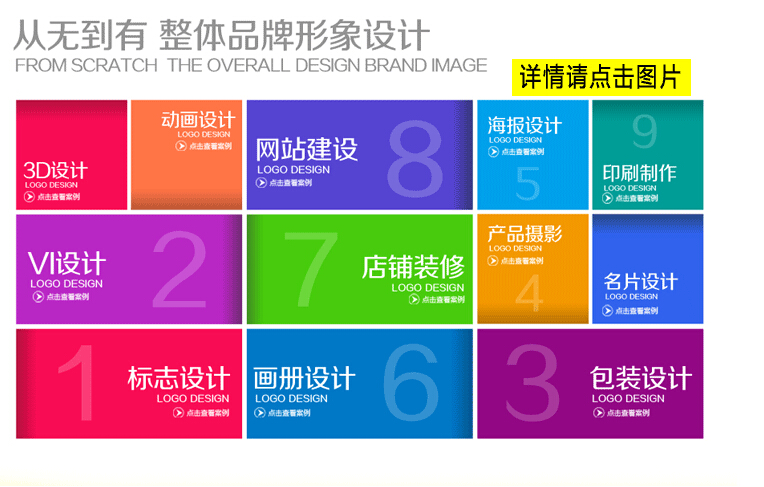 从无到有 整体品牌形象设计
FROM SCRATCH THE OVERALL DESIGN BRAND IMAGE
详情请点击图片
3D设计
LOGO DESIGN
点击查看案例
动画设计
LOGO DESIGN
点击查看案例
网站建设
LOGO DESIGN
点击查看案例
8
海报设计
LOGO DESIGN
点击查看案例
5
9
印刷制作
LOGO DESIGN
点击查看案例
VI设计
LOGO DESIGN
点击查看案例
2
7
店铺装修
LOGO DESIGN
点击查看案例
产品摄影
LOGO DESIGN
点击查看案例
4
名片设计
LOGO DESIGN
点击查看案例
1
标志设计
LOGO DESIGN
点击查看案例
画册设计
LOGO DESIGN
点击查看案例
6
3
包装设计
LOGO DESIGN
点击查看案例